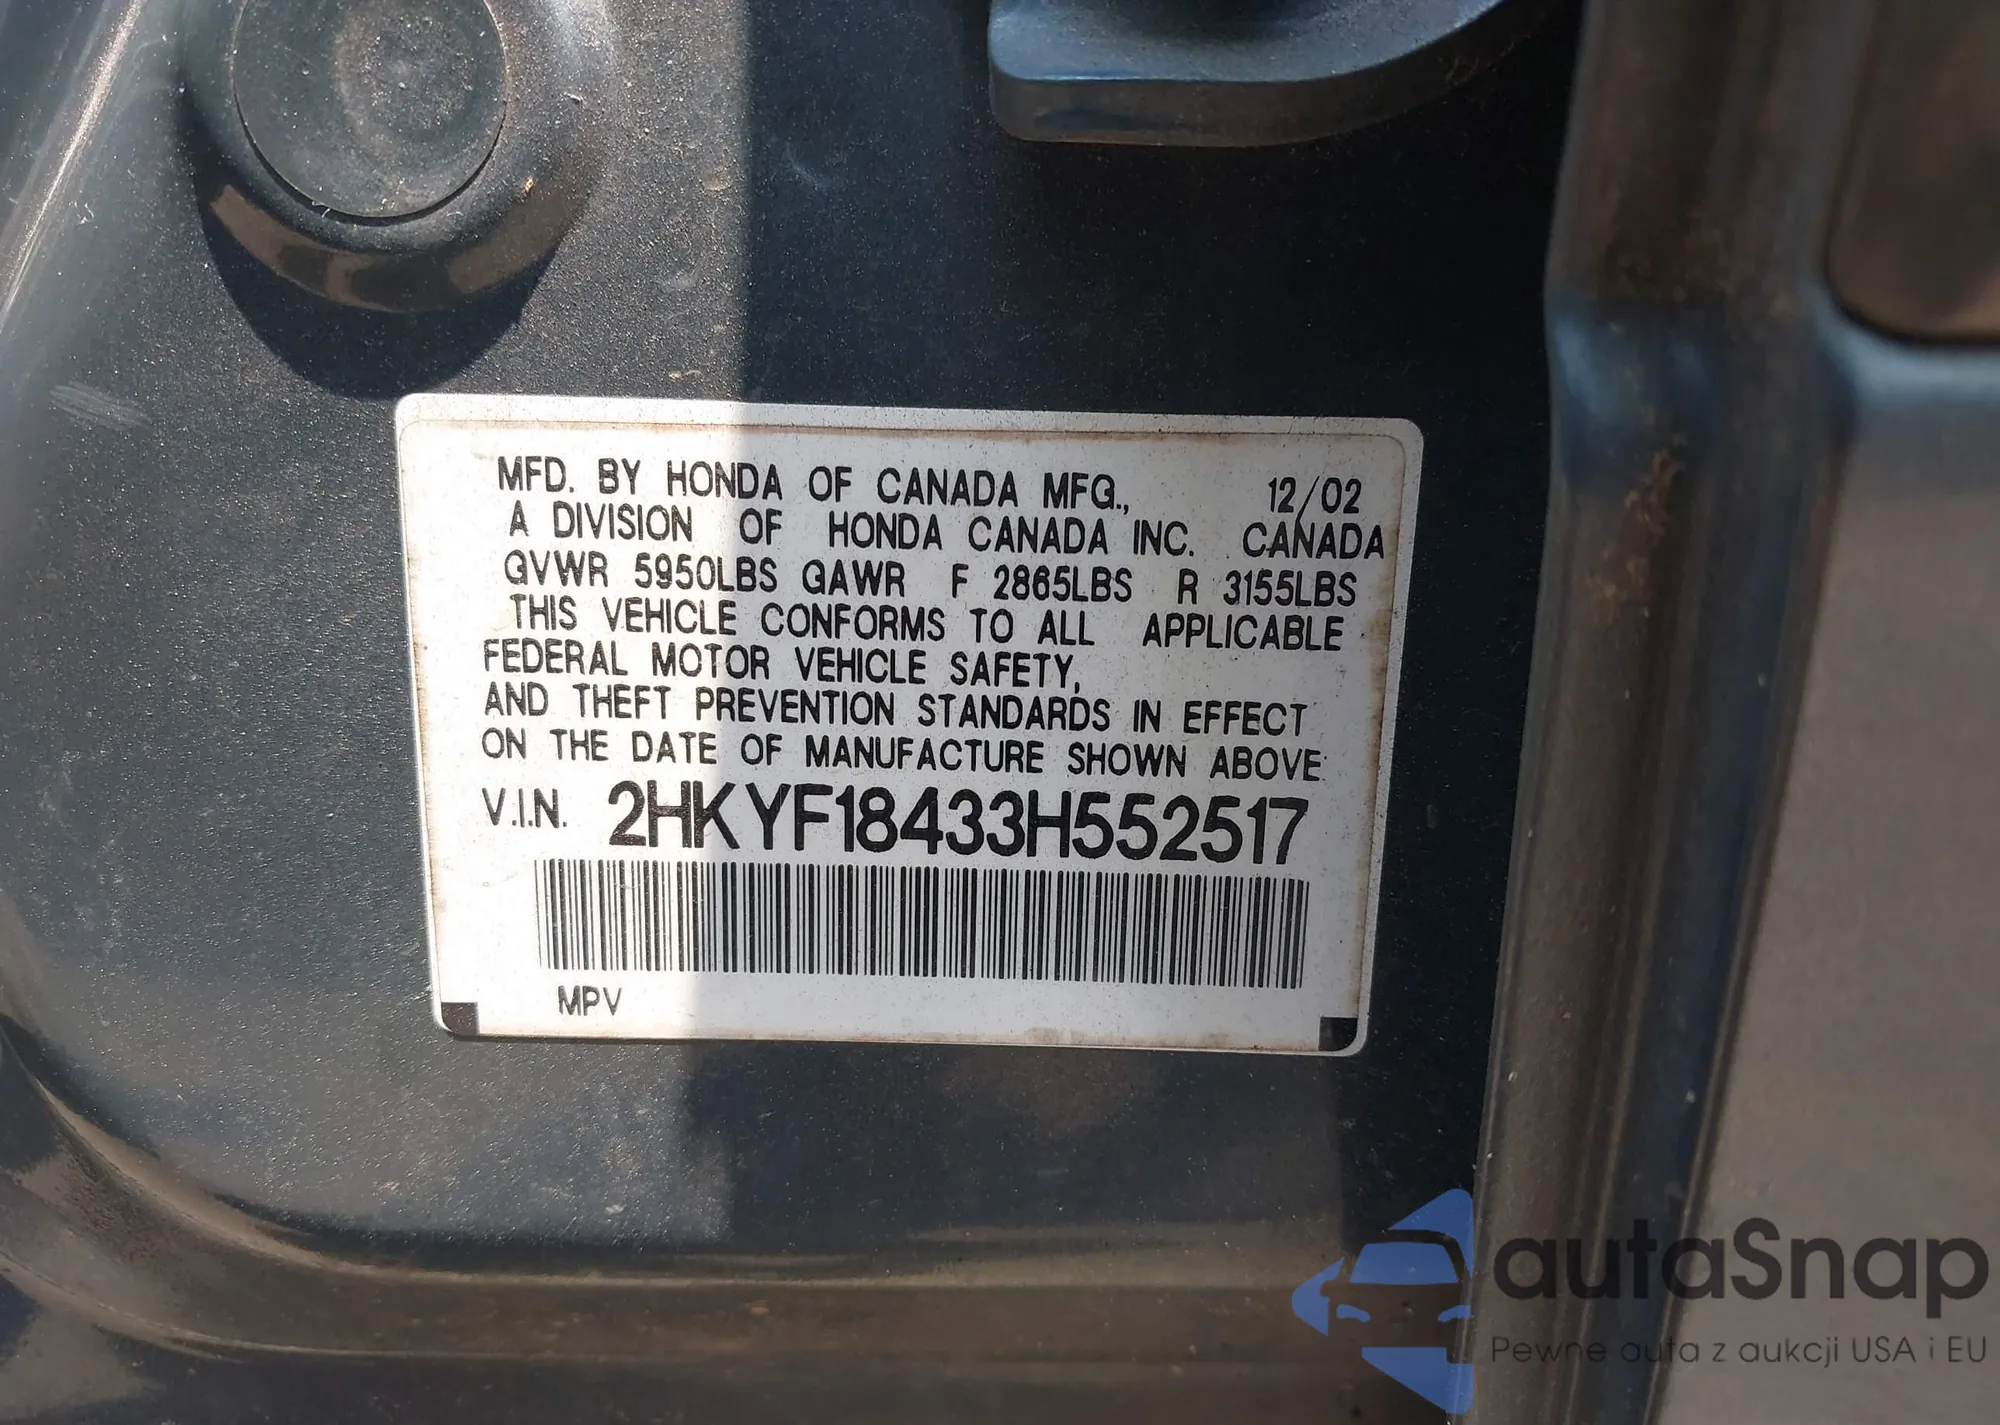 MFD. BY HONDA OF CANADA MFG., 12/02
A DIVISION OF HONDA CANADA INC. CANADA
GVWR 5950LBS GAWR F 2865LBS R 3155LBS
THIS VEHICLE CONFORMS TO ALL APPLICABLE
FEDERAL MOTOR VEHICLE SAFETY,
AND THEFT PREVENTION STANDARDS IN EFFECT
ON THE DATE OF MANUFACTURE SHOWN ABOVE.
V.I.N. 2HKYF18433H552517
MPV
autaSnap
Pewne auta z aukcji USA i EU